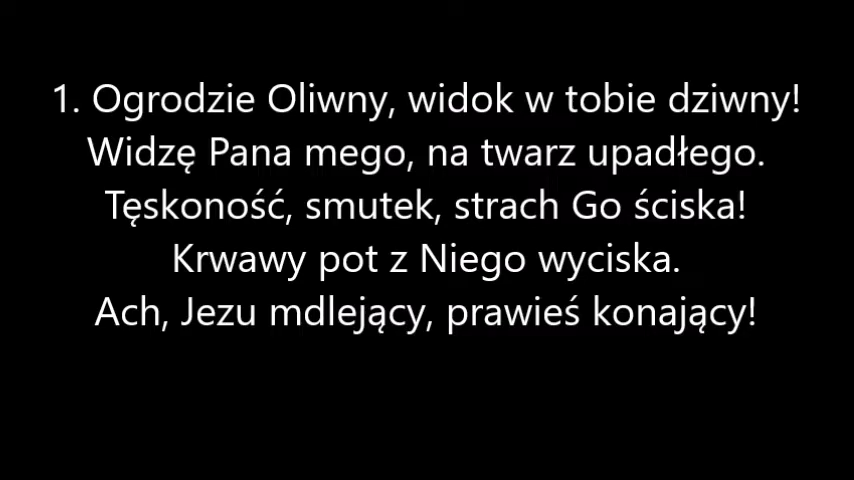 1. Ogrodzie Oliwny, widok w tobie dziwny!
Widzę Pana mego, na twarz upadłego.
Tęskoność, smutek, strach Go ściska!
Krwawy pot z Niego wyciska.
Ach, Jezu mdlejący, prawieś konający!